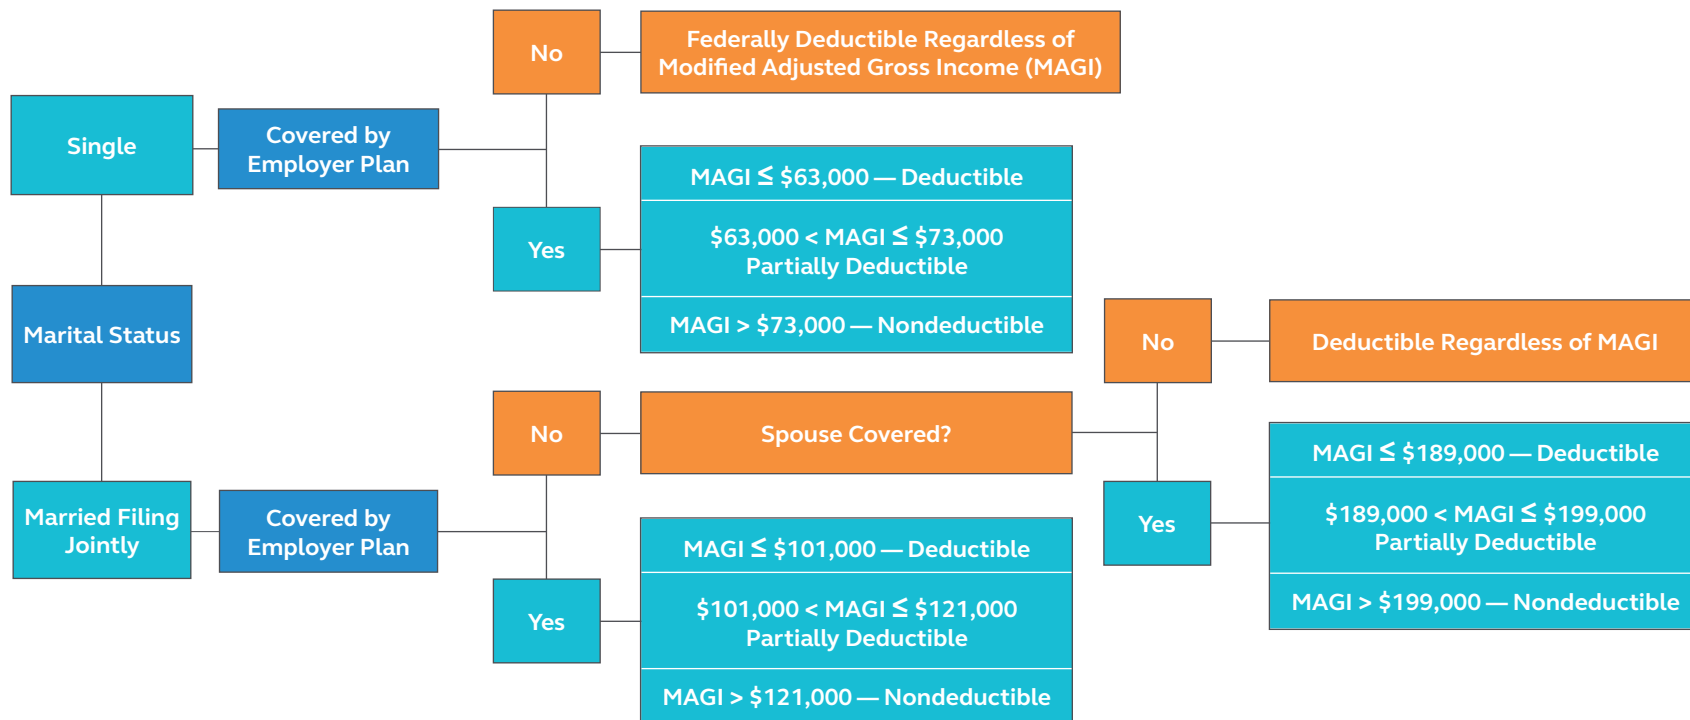 No
Federally Deductible Regardless of
Modified Adjusted Gross Income (MAGI)
Single
Covered by
Employer Plan
MAGI ≤ $63,000 — Deductible
$63,000 < MAGI ≤ $73,000
Partially Deductible
MAGI > $73,000 — Nondeductible
Yes
Marital Status
No
Deductible Regardless of MAGI
No
Spouse Covered?
MAGI ≤ $189,000 — Deductible
$189,000 < MAGI ≤ $199,000
Partially Deductible
MAGI > $199,000 — Nondeductible
Yes
Married Filing
Jointly
Covered by
Employer Plan
MAGI ≤ $101,000 — Deductible
$101,000 < MAGI ≤ $121,000
Partially Deductible
MAGI > $121,000 — Nondeductible
Yes